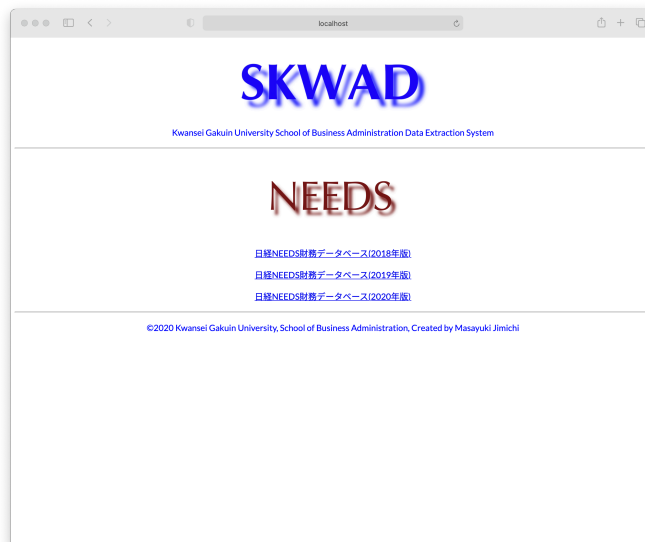 localhost
SKWAD
Kwansei Gakuin University School of Business Administration Data Extraction System
NEEDS
日経NEEDS財務データベース(2018年版)
日経NEEDS財務データベース(2019年版)
日経NEEDS財務データベース(2020年版)
©2020 Kwansei Gakuin University, School of Business Administration, Created by Masayuki Jimichi